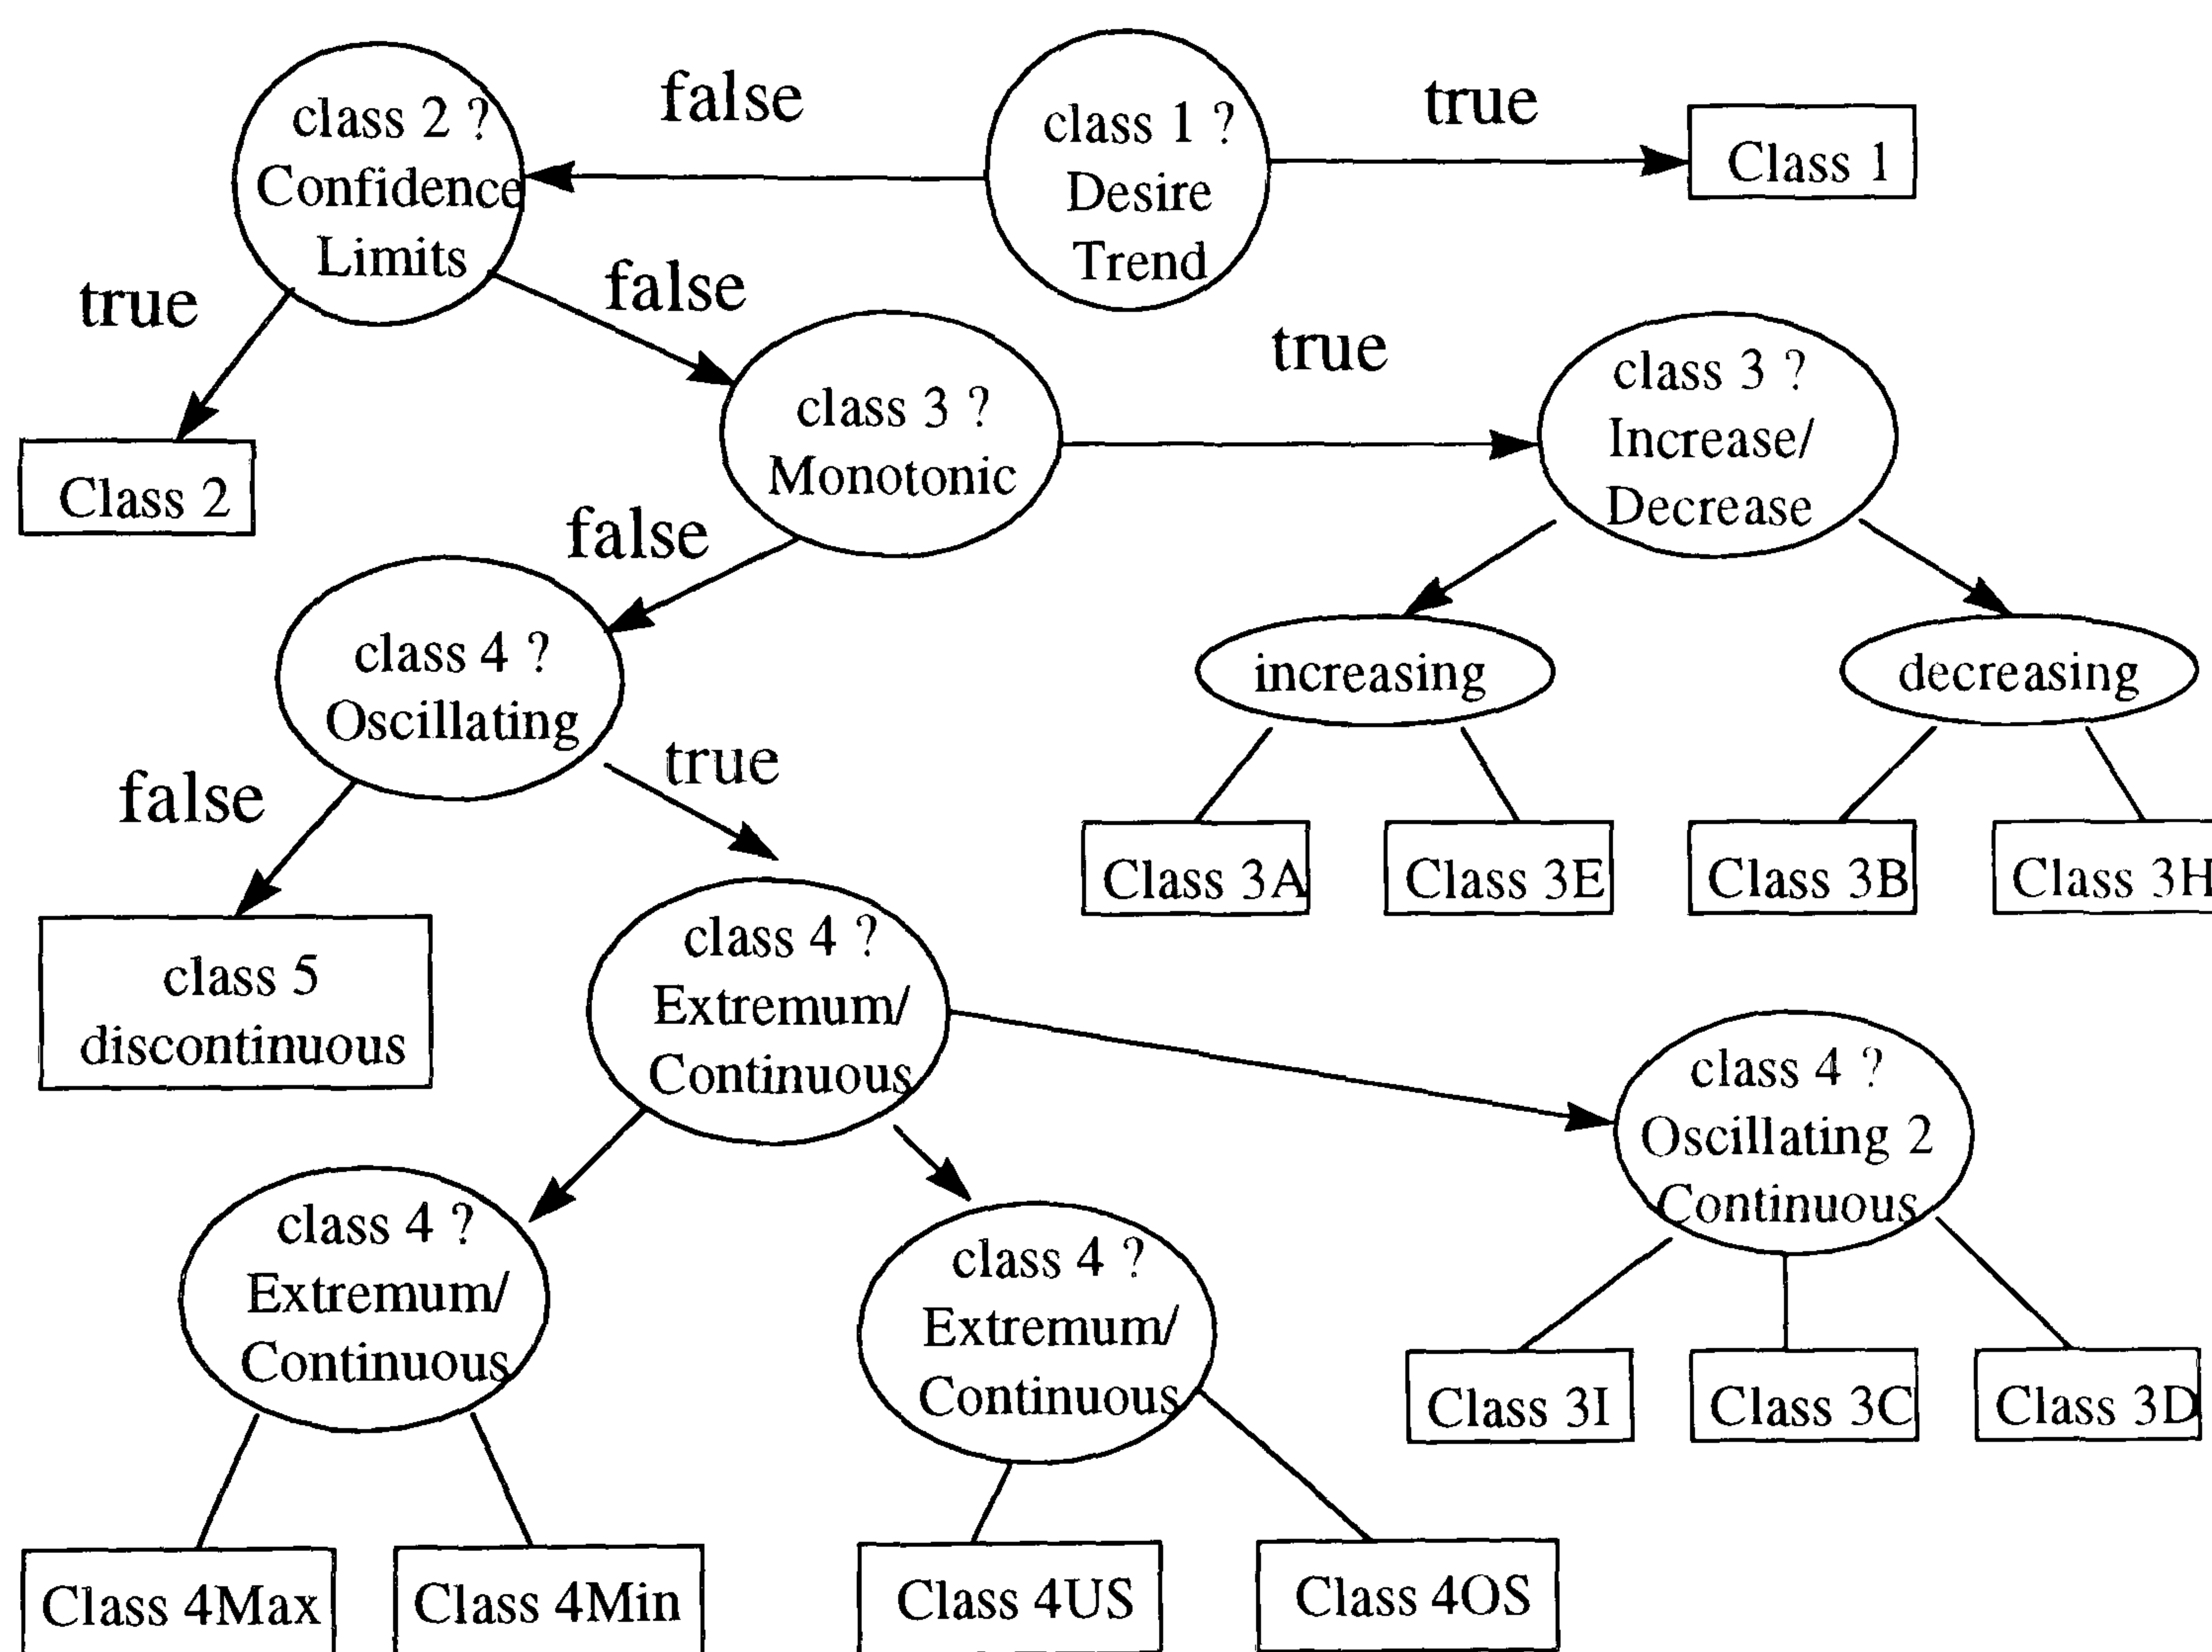 class 2 ?
Confidence
Limits
false
class 1 ?
Desire
Trend
true
Class 1
true
Class 2
false
class 3 ?
Monotonic
true
class 3 ?
Increase/
Decrease
false
increasing
decreasing
class 4 ?
Oscillating
false
true
Class 3A
Class 3E
Class 3B
Class 3H
class 5
discontinuous
class 4 ?
Extremum/
Continuous
class 4 ?
Oscillating 2
Continuous
class 4 ?
Extremum/
Continuous
class 4 ?
Extremum/
Continuous
Class 3I
Class 3C
Class 3D
Class 4Max
Class 4Min
Class 4US
Class 4OS